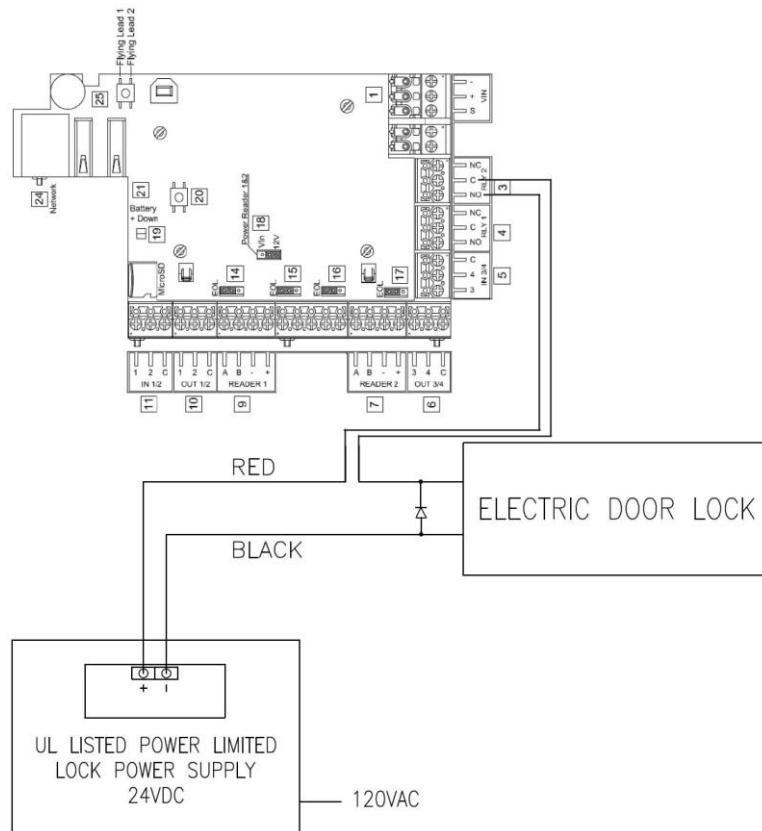 Flying Lead 1
Flying Lead 2
25
1
-
+
S
VIN
24
Network
21
Battery
+ Down
19
20
Power Reader 1&2
18
Vin
12V
NC
C
NO
RLY 2
3
NC
C
NO
RLY 1
4
C
4
3
IN 3/4
5
MicroSD
EOL
14
EOL
15
EOL
16
EOL
17
1 2 C
IN 1/2
11
1 2 C
OUT 1/2
10
A B - +
READER 1
9
A B - +
READER 2
7
3 4 C
OUT 3/4
6
RED
BLACK
ELECTRIC DOOR LOCK
+ -
UL LISTED POWER LIMITED
LOCK POWER SUPPLY
24VDC
120VAC